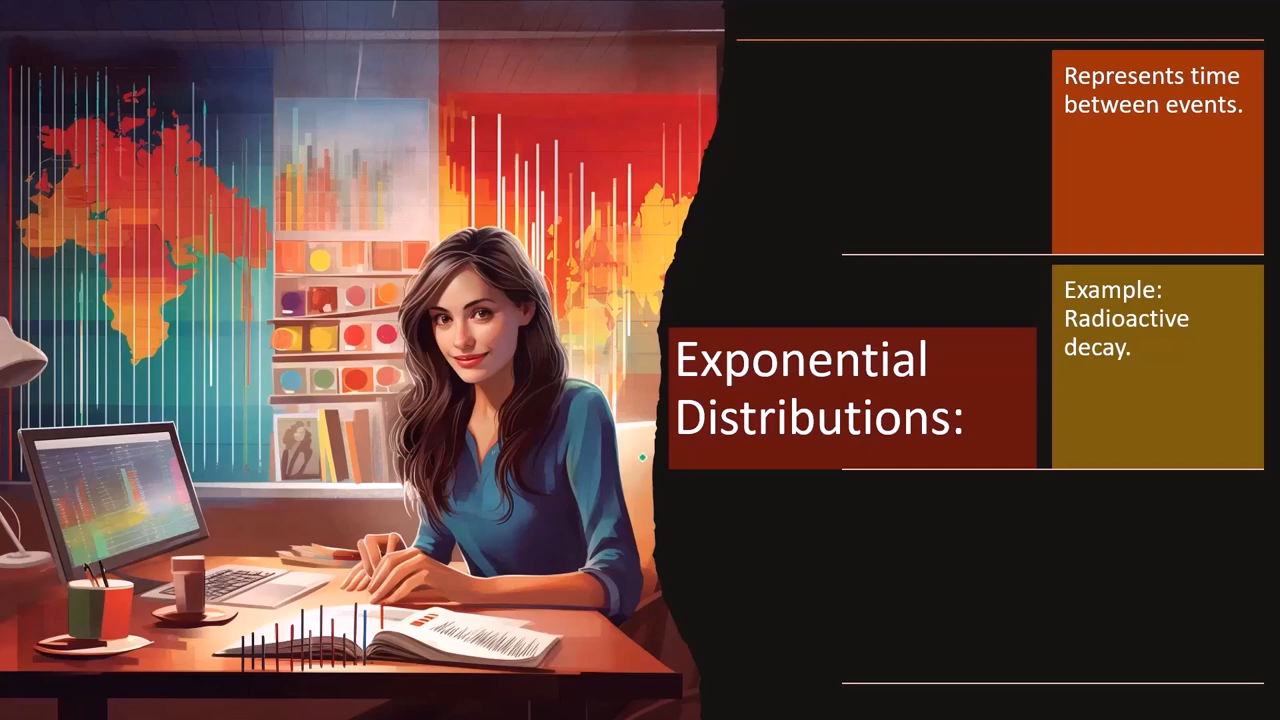 Exponential
Distributions:
Represents time
between events.
Example:
Radioactive
decay.